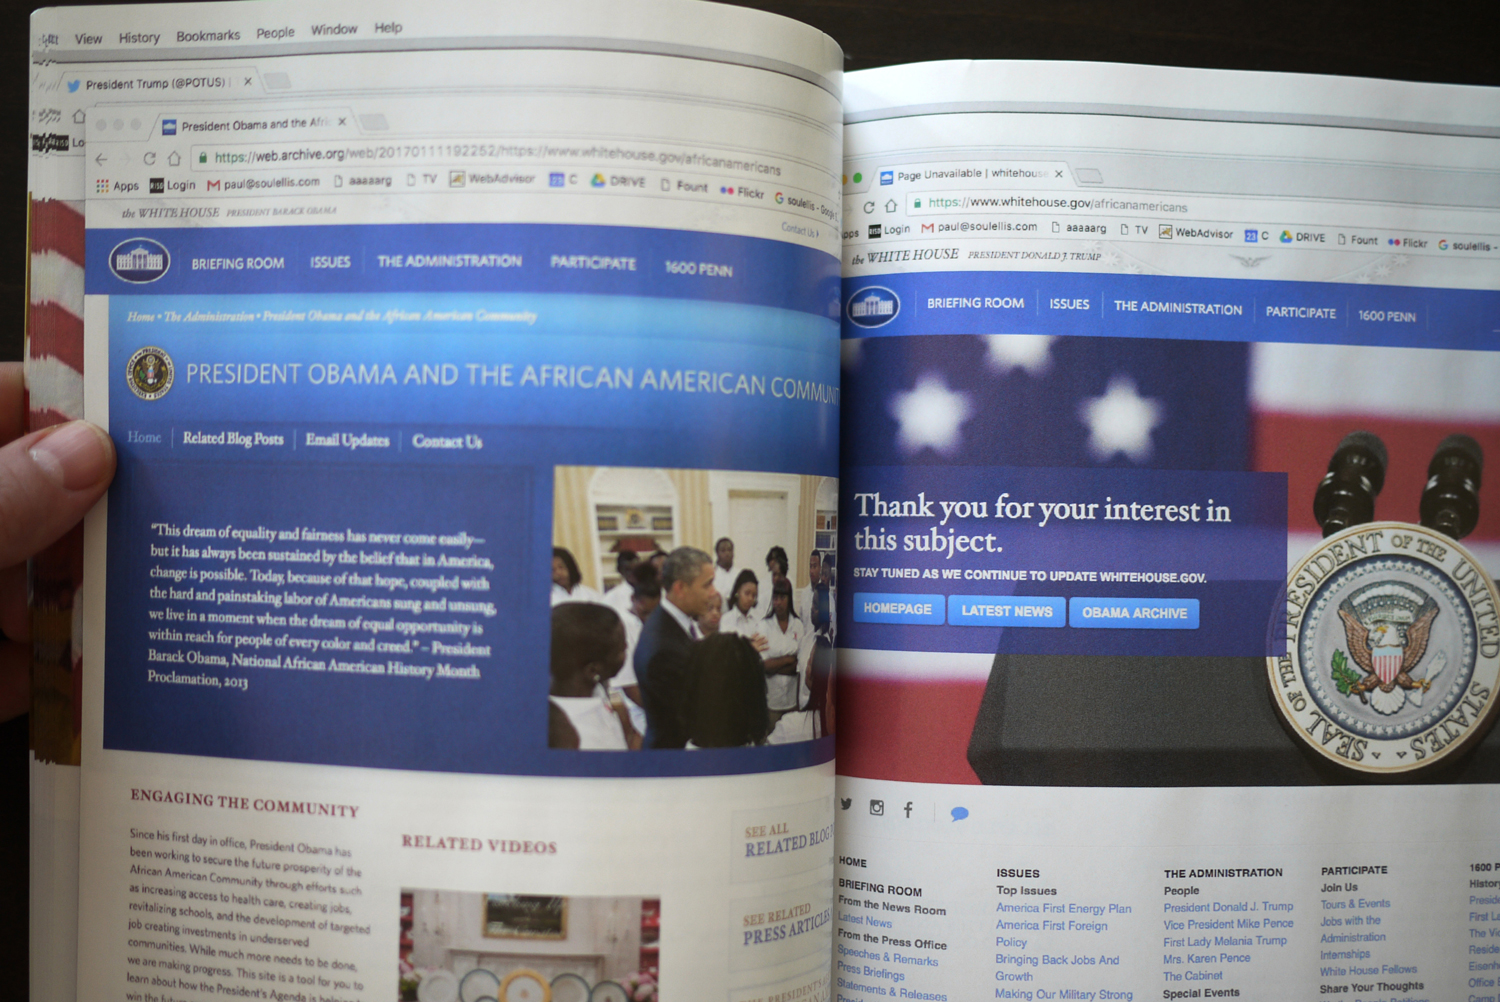 View History Bookmarks People Window Help
President Trump (@POTUS) |
President Obama and the Afri
https://web.archive.org/web/20170111192252/https://www.whitehouse.gov/africanamericans
Apps Login paul@soulellis.com aaaaarg TV WebAdvisor 23 C DRIVE Fount Flickr soulellis - Goog
the WHITE HOUSE PRESIDENT BARACK OBAMA
Contact Us
BRIEFING ROOM ISSUES THE ADMINISTRATION PARTICIPATE 1600 PENN
Home • The Administration • President Obama and the African American Community
PRESIDENT OBAMA AND THE AFRICAN AMERICAN COMMUNIT
Home Related Blog Posts Email Updates Contact Us
“This dream of equality and fairness has never come easily—
but it has always been sustained by the belief that in America,
change is possible. Today, because of that hope, coupled with
the hard and painstaking labor of Americans sung and unsung,
we live in a moment when the dream of equal opportunity is
within reach for people of every color and creed.” – President
Barack Obama, National African American History Month
Proclamation, 2013
ENGAGING THE COMMUNITY
Since his first day in office, President Obama has
been working to secure the future prosperity of the
African American Community through efforts such
as increasing access to health care, creating jobs,
revitalizing schools, and the development of targeted
job creating investments in underserved
communities. While much more needs to be done,
we are making progress. This site is a tool for you to
learn about how the President's Agenda is helping
win the future
RELATED VIDEOS
SEE ALL
RELATED BLOG
SEE RELATED
PRESS ARTICLES
Page Unavailable | whitehouse
https://www.whitehouse.gov/africanamericans
pps Login paul@soulellis.com aaaaarg TV WebAdvisor 23 C DRIVE Fount Flickr soulellis -
the WHITE HOUSE PRESIDENT DONALD J. TRUMP
BRIEFING ROOM ISSUES THE ADMINISTRATION PARTICIPATE 1600 PENN
Thank you for your interest in
this subject.
STAY TUNED AS WE CONTINUE TO UPDATE WHITEHOUSE.GOV.
HOMEPAGE LATEST NEWS OBAMA ARCHIVE
SEAL OF THE PRESIDENT OF THE UNITED STATES
HOME
BRIEFING ROOM
From the News Room
Latest News
From the Press Office
Speeches & Remarks
Press Briefings
Statements & Releases
ISSUES
Top Issues
America First Energy Plan
America First Foreign
Policy
Bringing Back Jobs And
Growth
Making Our Military Strong
THE ADMINISTRATION
People
President Donald J. Trump
Vice President Mike Pence
First Lady Melania Trump
Mrs. Karen Pence
The Cabinet
Special Events
PARTICIPATE
Join Us
Tours & Events
Jobs with the
Administration
Internships
White House Fellows
Share Your Thoughts
1600 P
History
Preside
First La
The Vi
Reside
Eisenh
Office